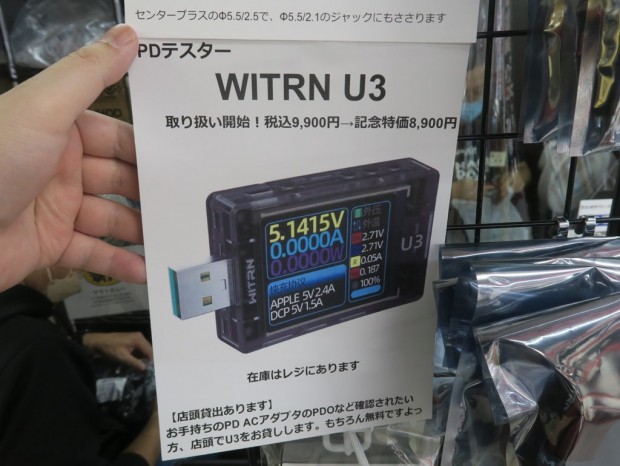 センタープラスのΦ5.5/2.5で、Φ5.5/2.1のジャックにもささります
PDテスター
WITRN U3
取り扱い開始！税込9,900円→記念特価8,900円
5.1415V
0.0000A
0.0000W
2.71V
2.71V
0.05A
0.187
100%
APPLE 5V2.4A
DCP 5V1.5A
WITRN
U3
在庫はレジにあります
【店頭貸出あります】
お手持ちのPD ACアダプタのPDOなど確認されたい
方、店頭でU3をお貸しします。もちろん無料ですよっ